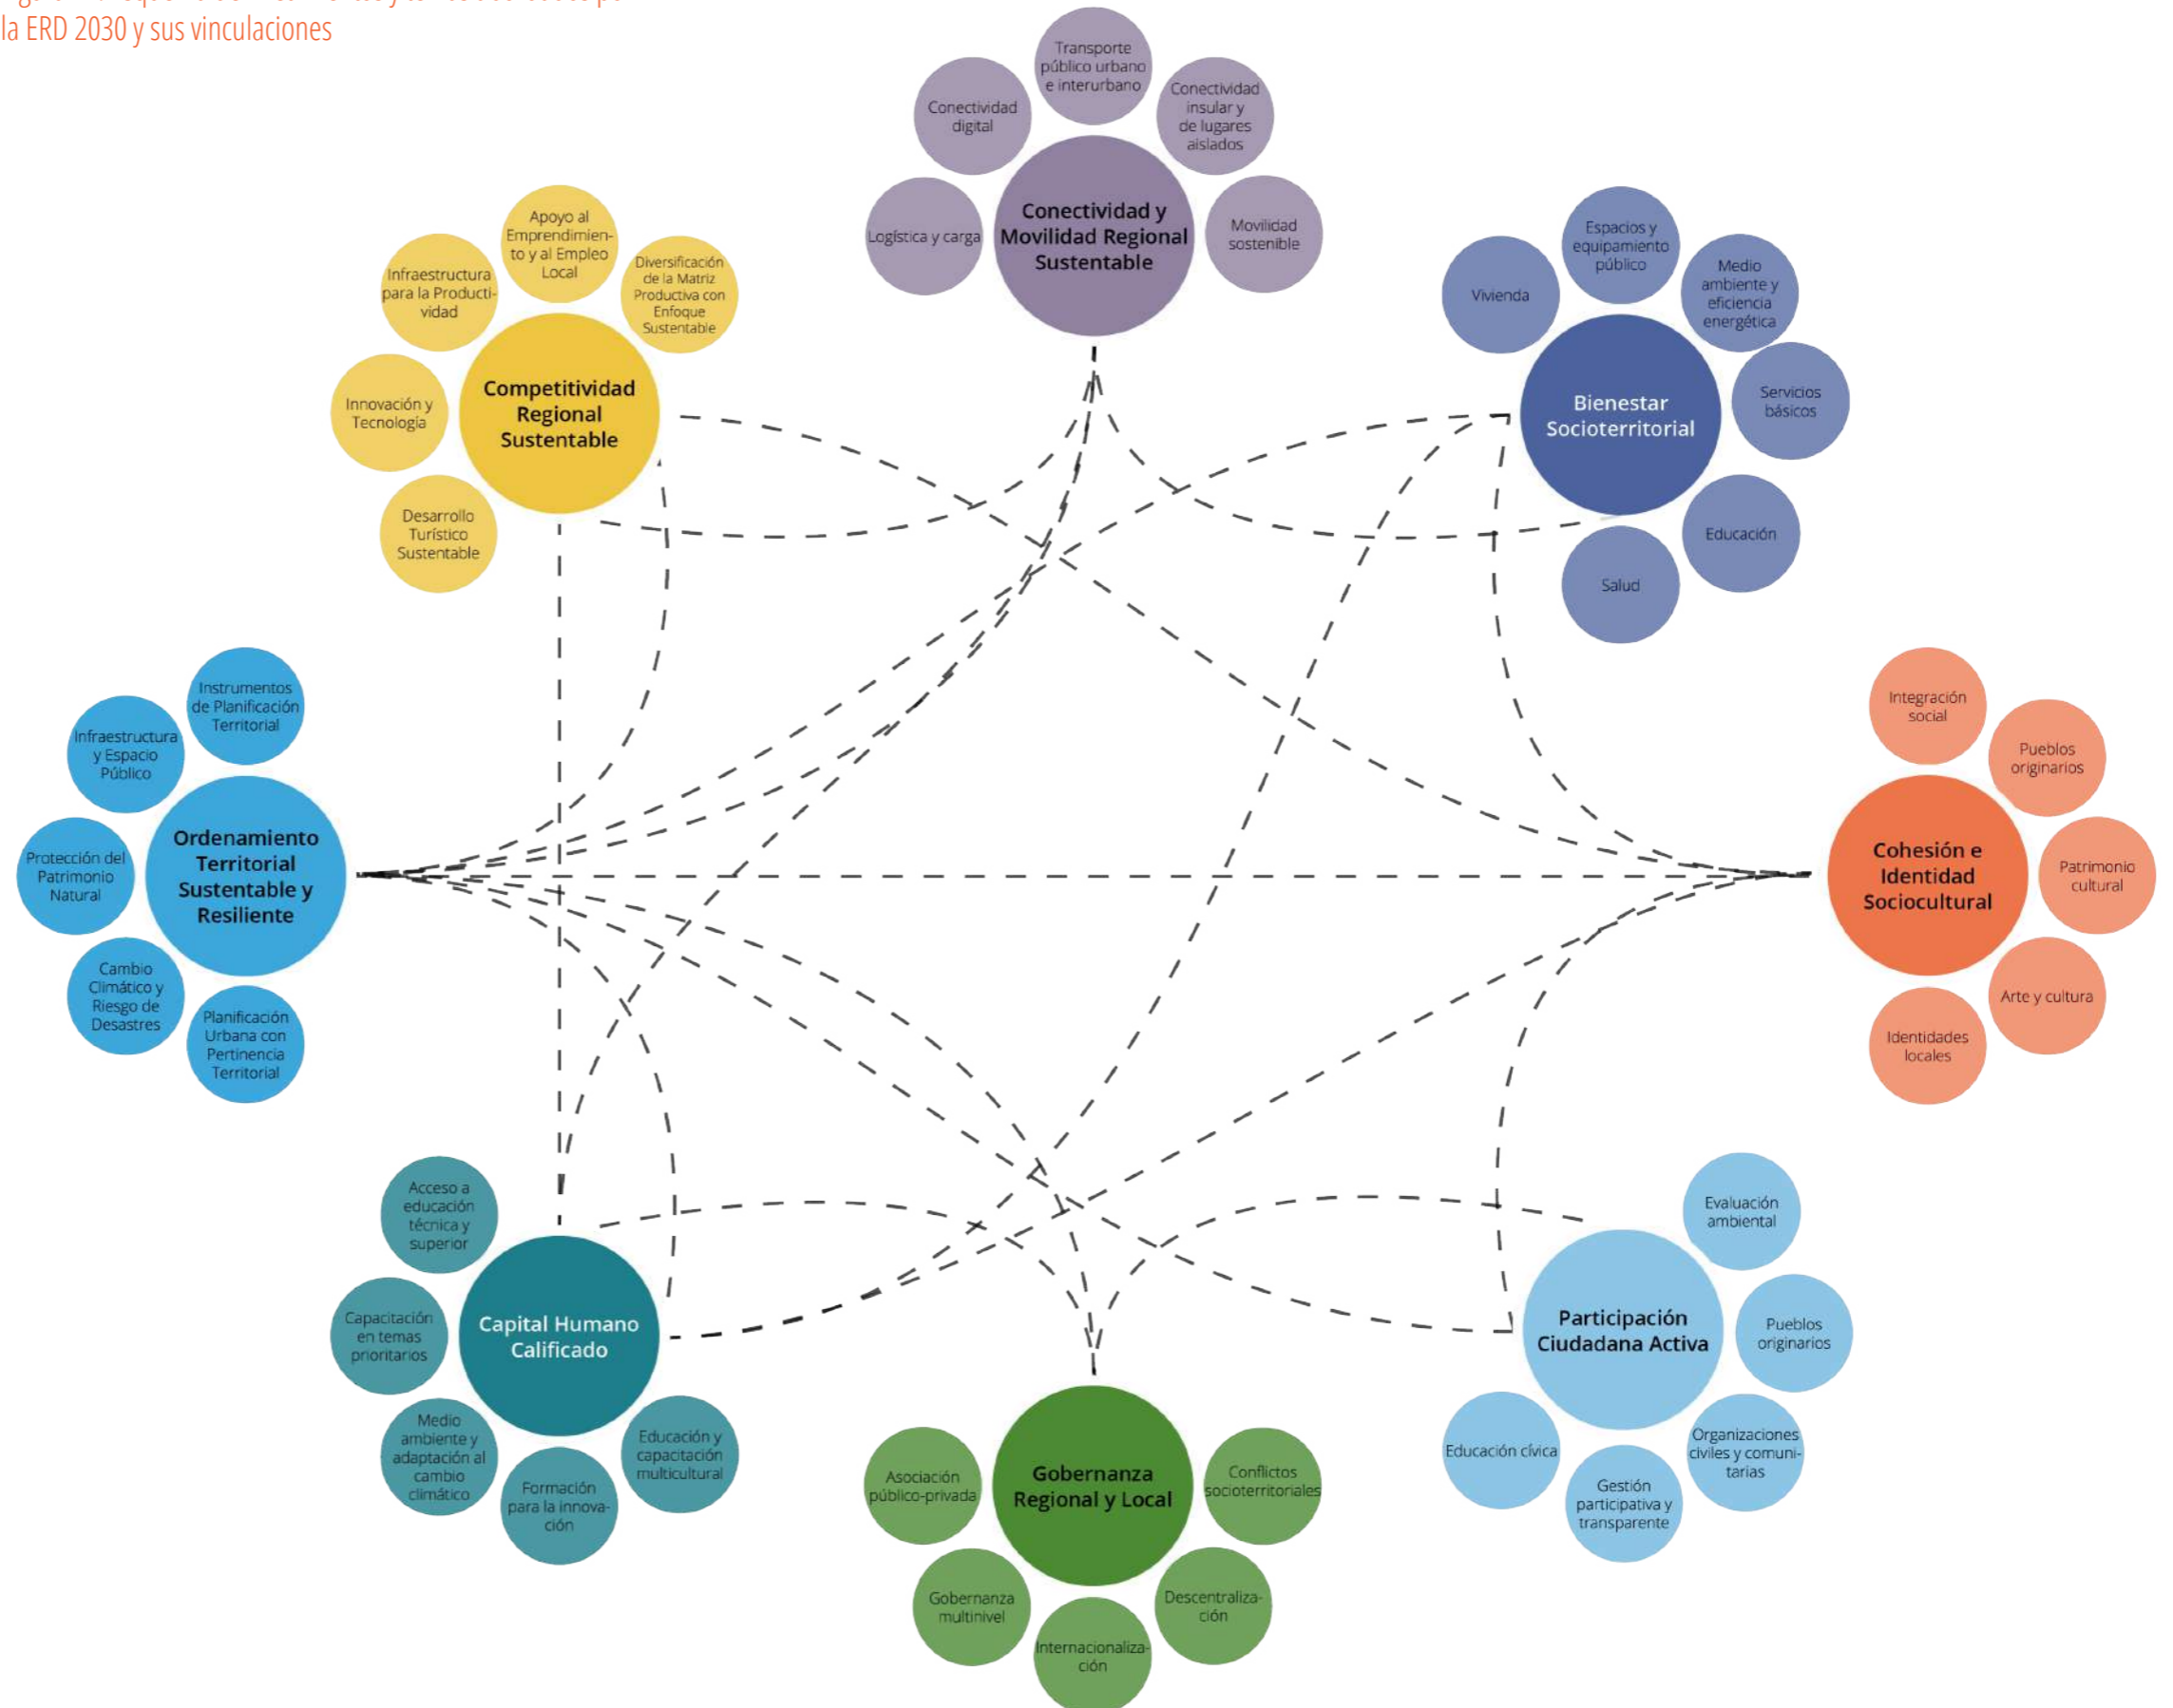 la ERD 2030 y sus vinculaciones
Transporte
público urbano
e interurbano
Conectividad
digital
Conectividad
insular y
de lugares
aislados
Logística y carga
Conectividad y
Movilidad Regional
Sustentable
Movilidad
sostenible
Apoyo al
Emprendimien-
to y al Empleo
Local
Infraestructura
para la Producti-
vidad
Diversificación
de la Matriz
Productiva con
Enfoque
Sustentable
Innovación y
Tecnología
Competitividad
Regional
Sustentable
Desarrollo
Turístico
Sustentable
Espacios y
equipamiento
público
Vivienda
Medio
ambiente y
eficiencia
energética
Bienestar
Socioterritorial
Servicios
básicos
Educación
Salud
Instrumentos
de Planificación
Territorial
Infraestructura
y Espacio
Público
Protección del
Patrimonio
Natural
Ordenamiento
Territorial
Sustentable y
Resiliente
Cambio
Climático y
Riesgo de
Desastres
Planificación
Urbana con
Pertinencia
Territorial
Integración
social
Pueblos
originarios
Cohesión e
Identidad
Sociocultural
Patrimonio
cultural
Arte y cultura
Identidades
locales
Acceso a
educación
técnica y
superior
Capacitación
en temas
prioritarios
Capital Humano
Calificado
Medio
ambiente y
adaptación al
cambio
climático
Formación
para la innova-
ción
Educación y
capacitación
multicultural
Gobernanza
Regional y Local
Asociación
público-privada
Conflictos
socioterritoriales
Gobernanza
multinivel
Internacionaliza-
ción
Descentraliza-
ción
Evaluación
ambiental
Participación
Ciudadana Activa
Pueblos
originarios
Educación cívica
Organizaciones
civiles y comuni-
tarias
Gestión
participativa y
transparente